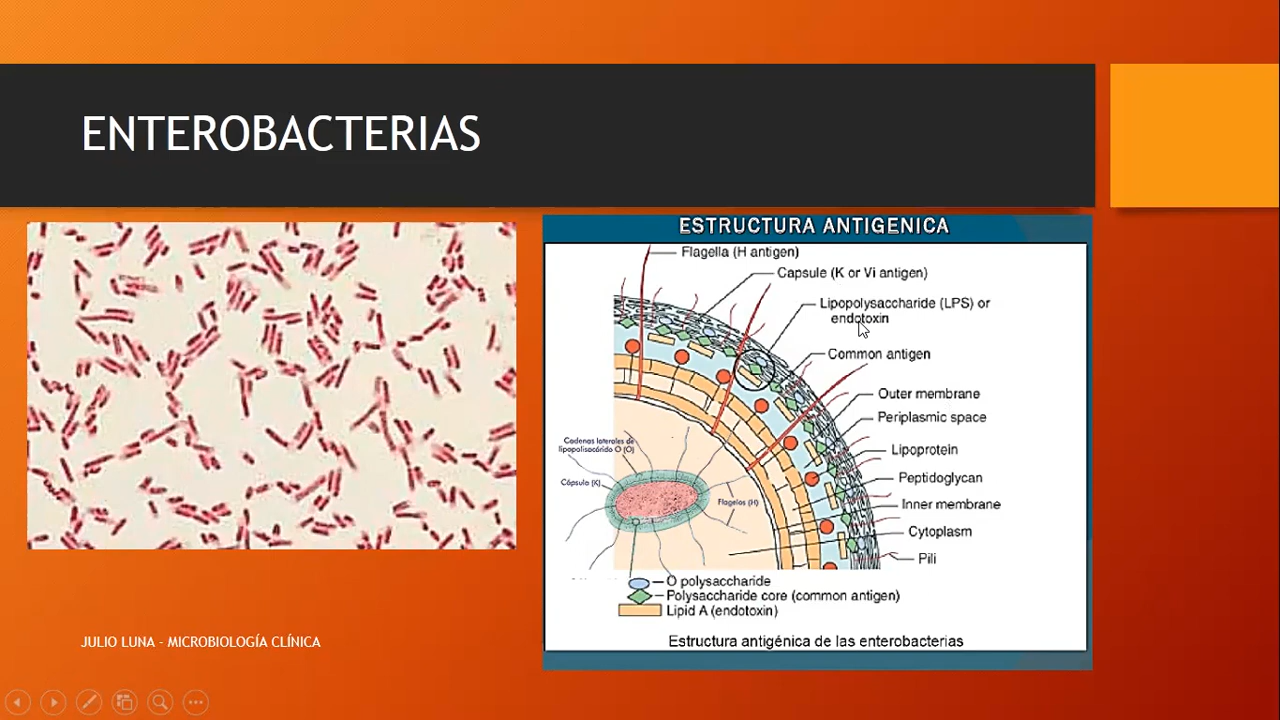 ENTEROBACTERIAS
ESTRUCTURA ANTIGENICA
Flagella (H antigen)
Capsule (K or Vi antigen)
Lipopolysaccharide (LPS) or
endotoxin
Common antigen
Outer membrane
Periplasmic space
Lipoprotein
Peptidoglycan
Inner membrane
Cytoplasm
Pili
Cadenas laterales de
lipopolisacárido O (O)
Cápsula (K)
Flagelos (H)
O polysaccharide
Polysaccharide core (common antigen)
Lipid A (endotoxin)
Estructura antigénica de las enterobacterias
JULIO LUNA - MICROBIOLOGÍA CLÍNICA